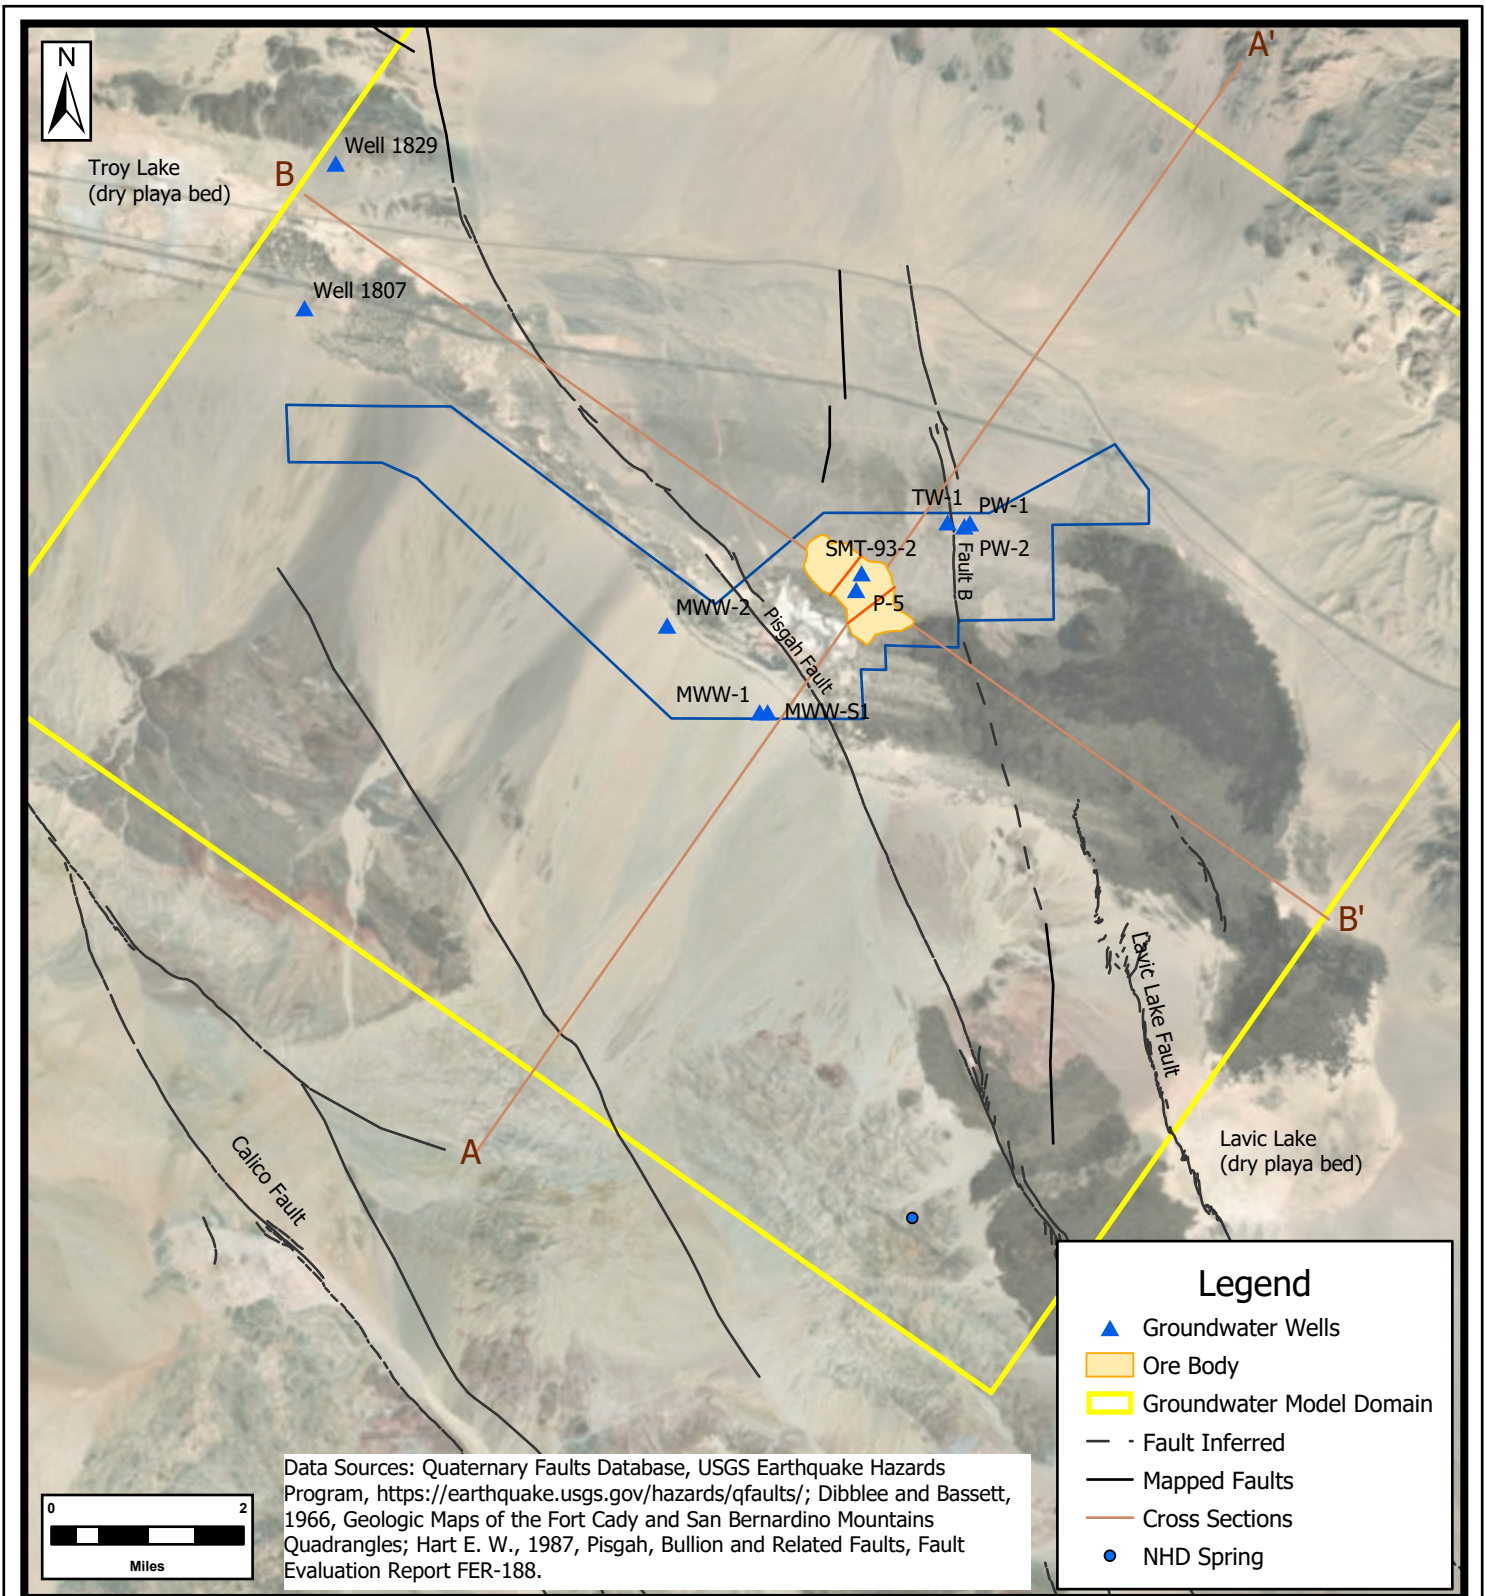 N
A'
Well 1829
Troy Lake
(dry playa bed)
B
Well 1807
TW-1
PW-1
SMT-93-2
PW-2
Fault B
P-5
MWW-2
Pisgah Fault
MWW-1
MWW-S1
B'
Lavic Lake Fault
A
Calico Fault
Lavic Lake
(dry playa bed)
Legend
Groundwater Wells
Ore Body
Groundwater Model Domain
Fault Inferred
Mapped Faults
Cross Sections
NHD Spring
Data Sources: Quaternary Faults Database, USGS Earthquake Hazards
Program, https://earthquake.usgs.gov/hazards/qfaults/; Dibblee and Bassett,
1966, Geologic Maps of the Fort Cady and San Bernardino Mountains
Quadrangles; Hart E. W., 1987, Pisgah, Bullion and Related Faults, Fault
Evaluation Report FER-188.
0 2
Miles